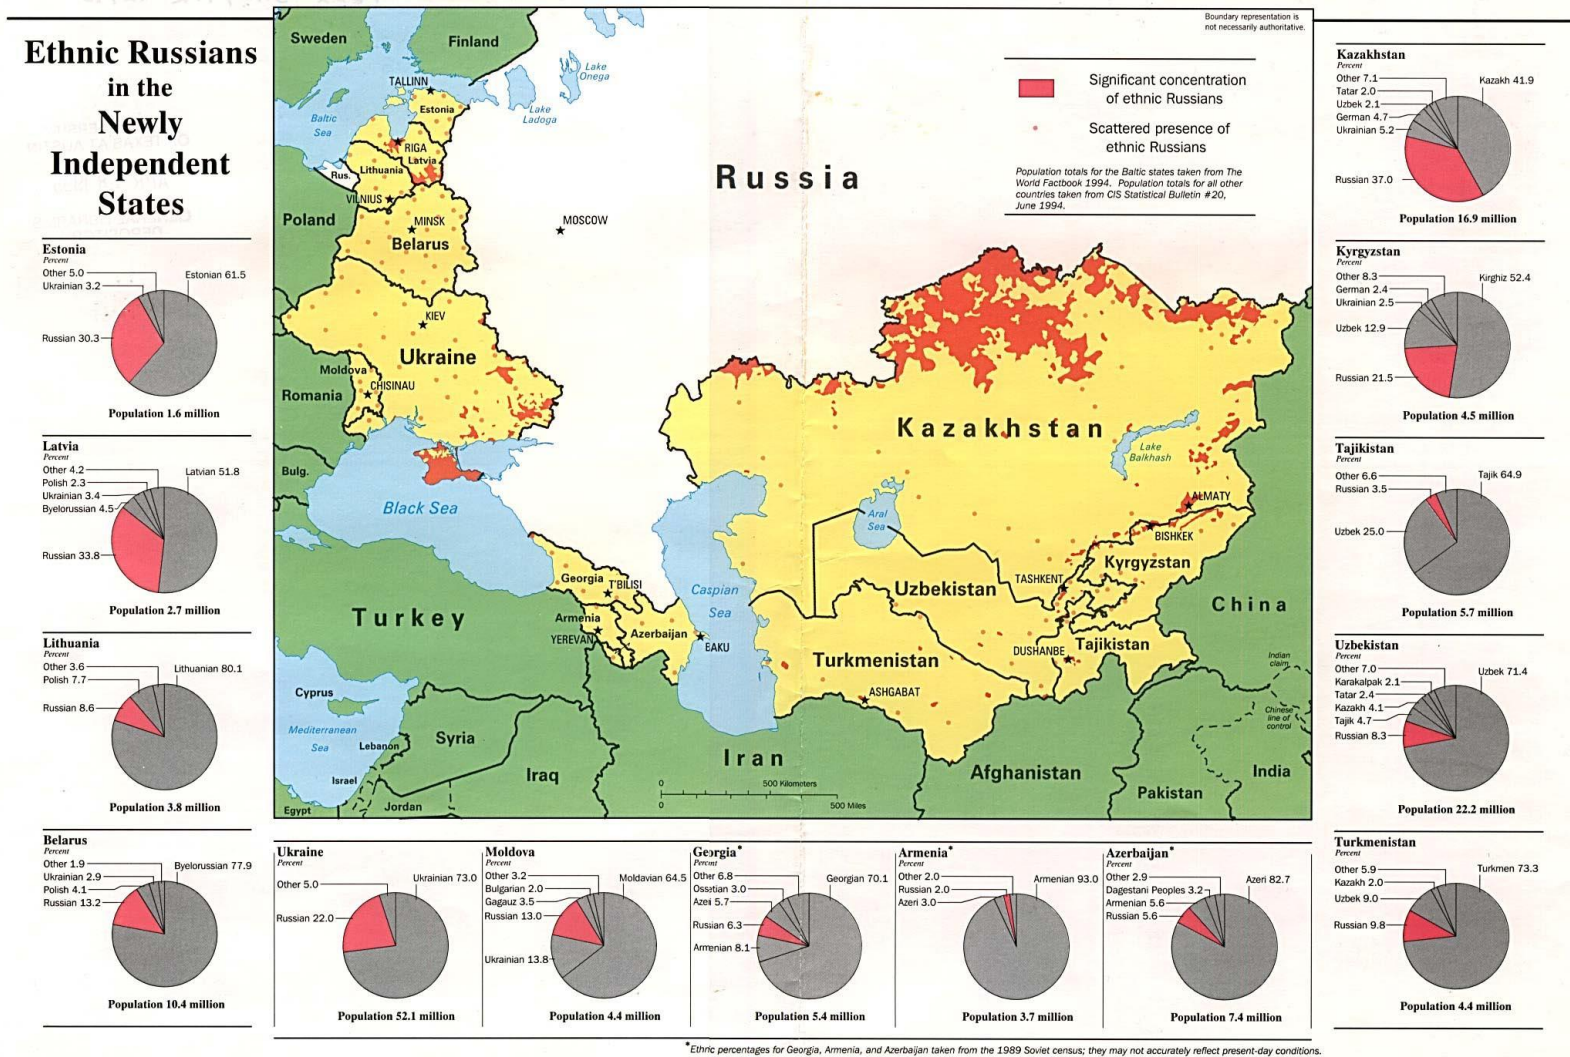 Ethnic Russians
in the
Newly
Independent
States
Estonia
Percent
Other 5.0
Estonian 61.5
Ukrainian 3.2
Russian 30.3
Population 1.6 million
Latvia
Percent
Other 4.2
Latvian 51.8
Polish 2.3
Ukrainian 3.4
Byelorussian 4.5
Russian 33.8
Population 2.7 million
Lithuania
Percent
Other 3.6
Lithuanian 80.1
Polish 7.7
Russian 8.6
Population 3.8 million
Belarus
Percent
Other 1.9
Byelorussian 77.9
Ukrainian 2.9
Polish 4.1
Russian 13.2
Population 10.4 million
Boundary representation is
not necessarily authoritative.
Significant concentration
of ethnic Russians
Scattered presence of
ethnic Russians
Population totals for the Baltic states taken from The
World Factbook 1994. Population totals for all other
countries taken from CIS Statistical Bulletin #20,
June 1994.
Sweden
Finland
Lake
Onega
TALLINN
Lake
Ladoga
Estonia
Baltic
Sea
RIGA
Latvia
Lithuania
Rus.
VILNIUS
Russia
Poland
MINSK
MOSCOW
Belarus
KIEV
Ukraine
Moldova
CHISINAU
Romania
Kazakhstan
Lake
Balkhash
Bulg.
Black Sea
Aral
Sea
ALMATY
BISHKEK
Kyrgyzstan
Georgia
T'BILISI
TASHKENT
Uzbekistan
Caspian
Sea
China
Turkey
Armenia
YEREVAN
Azerbaijan
BAKU
DUSHANBE
Tajikistan
Turkmenistan
ASHGABAT
Indian
claim
Cyprus
Chinese
line of
control
Mediterranean
Sea
Lebanon
Syria
Israel
Iraq
Iran
Afghanistan
India
Pakistan
Egypt
Jordan
0 500 Kilometers
0 500 Miles
Kazakhstan
Percent
Other 7.1
Kazakh 41.9
Tatar 2.0
Uzbek 2.1
German 4.7
Ukrainian 5.2
Russian 37.0
Population 16.9 million
Kyrgyzstan
Percent
Other 8.3
Kirghiz 52.4
German 2.4
Ukrainian 2.5
Uzbek 12.9
Russian 21.5
Population 4.5 million
Tajikistan
Percent
Other 6.6
Tajik 64.9
Russian 3.5
Uzbek 25.0
Population 5.7 million
Uzbekistan
Percent
Other 7.0
Uzbek 71.4
Karakalpak 2.1
Tatar 2.4
Kazakh 4.1
Tajik 4.7
Russian 8.3
Population 22.2 million
Turkmenistan
Percent
Other 5.9
Turkmen 73.3
Kazakh 2.0
Uzbek 9.0
Russian 9.8
Population 4.4 million
Ukraine
Percent
Other 5.0
Ukrainian 73.0
Russian 22.0
Population 52.1 million
Moldova
Percent
Other 3.2
Moldavian 64.5
Bulgarian 2.0
Gagauz 3.5
Russian 13.0
Ukrainian 13.8
Population 4.4 million
Georgia*
Percent
Other 6.8
Georgian 70.1
Ossetian 3.0
Azeri 5.7
Russian 6.3
Armenian 8.1
Population 5.4 million
Armenia*
Percent
Other 2.0
Armenian 93.0
Russian 2.0
Azeri 3.0
Population 3.7 million
Azerbaijan*
Percent
Other 2.9
Azeri 82.7
Dagestani Peoples 3.2
Armenian 5.6
Russian 5.6
Population 7.4 million
*Ethnic percentages for Georgia, Armenia, and Azerbaijan taken from the 1989 Soviet census; they may not accurately reflect present-day conditions.